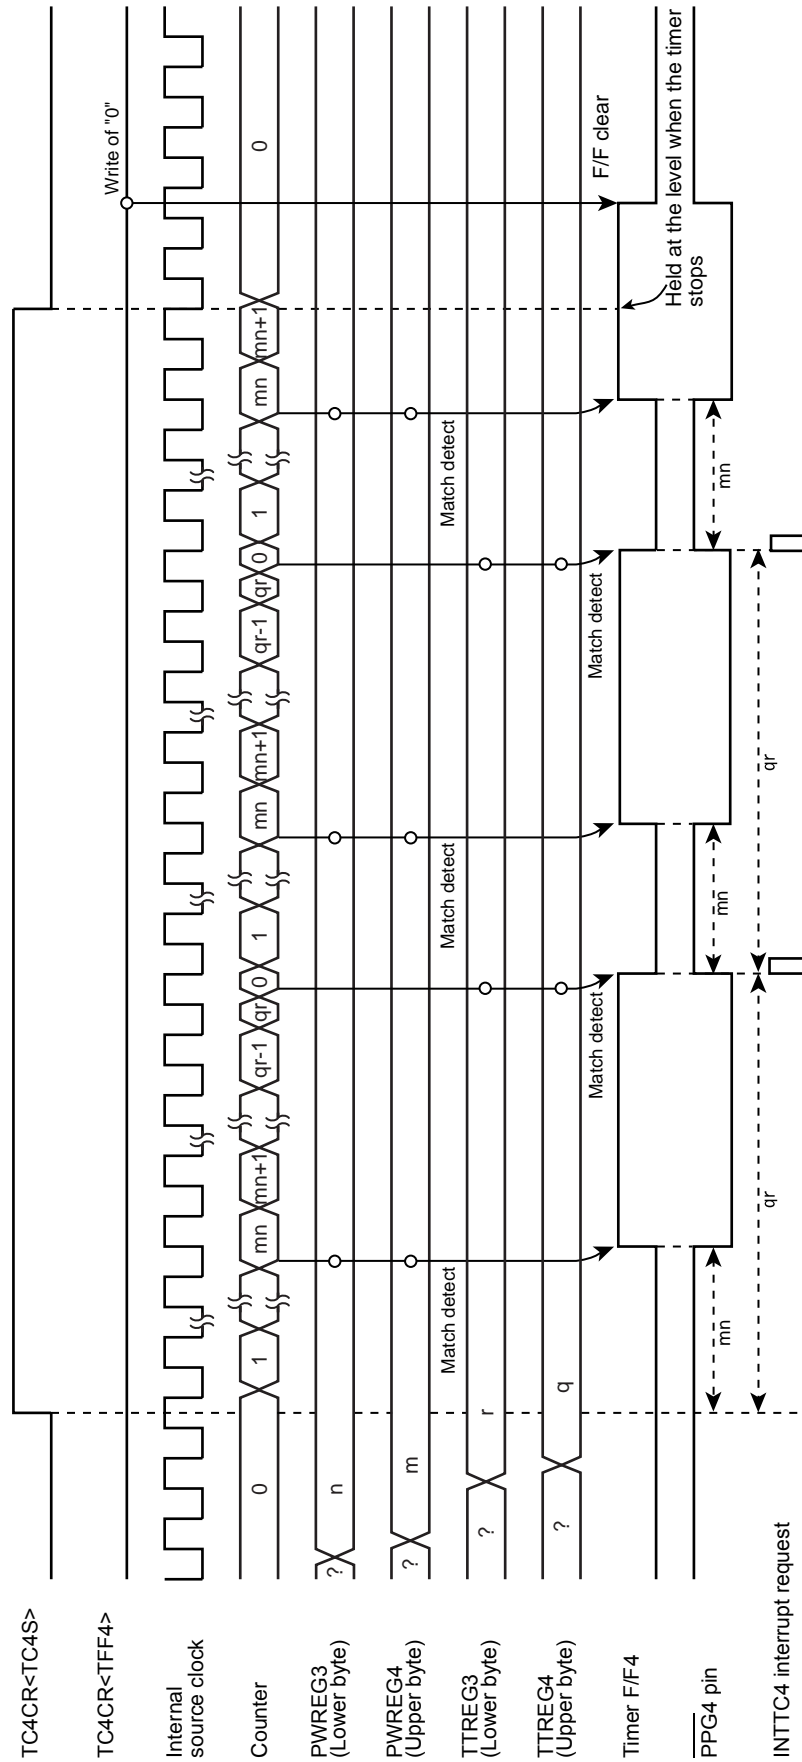 TC4CR<TC4S>
TC4CR<TFF4>
Write of "0"
Internal
source clock
Counter
0 1 mn mn+1 qr-1 qr 0 1 mn mn+1 qr-1 qr 0 1 mn mn+1 0
PWREG3
(Lower byte)
? n
PWREG4
(Upper byte)
? m
Match detect
Match detect
Match detect
TTREG3
(Lower byte)
? r
TTREG4
(Upper byte)
? q
Match detect
Match detect
F/F clear
Timer F/F4
Held at the level when the timer
stops
PPG4 pin
mn mn mn
qr qr
INTTC4 interrupt request